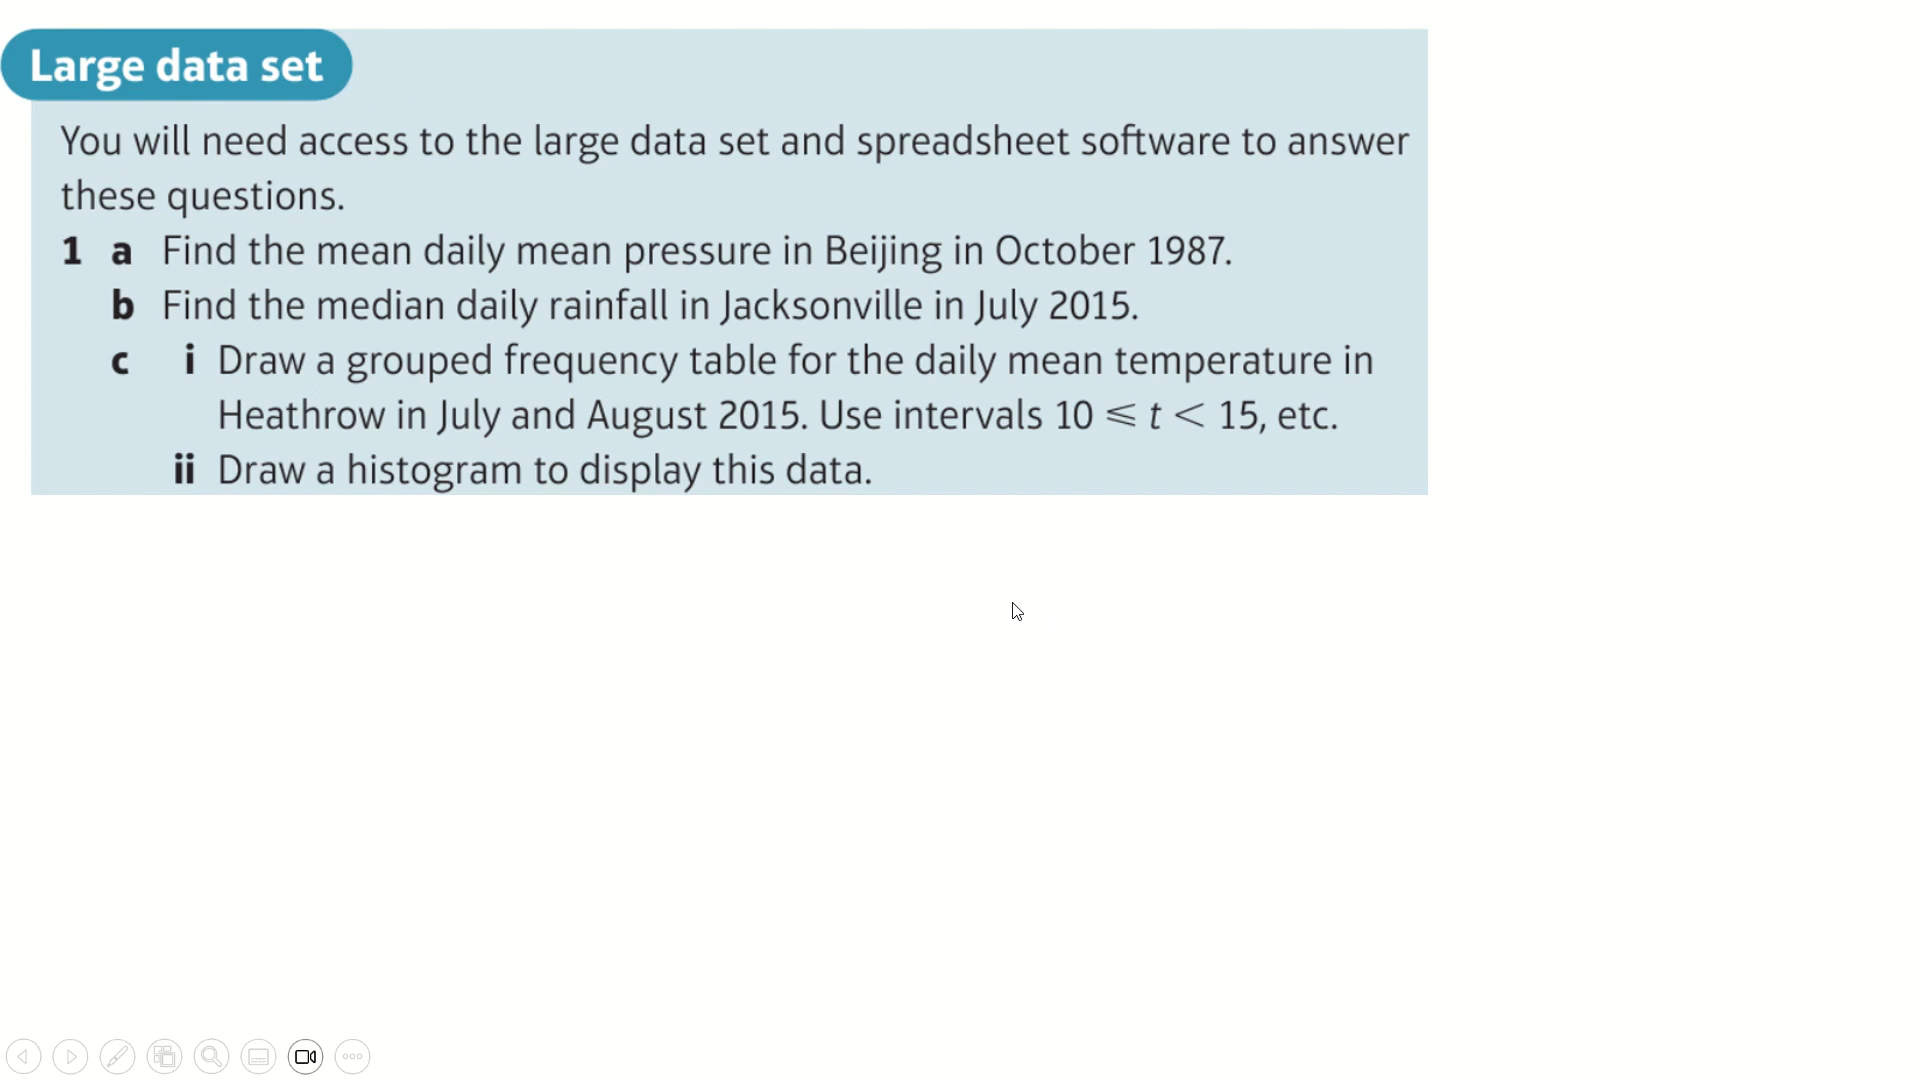 Large data set
You will need access to the large data set and spreadsheet software to answer
these questions.
1 a Find the mean daily mean pressure in Beijing in October 1987.
b Find the median daily rainfall in Jacksonville in July 2015.
c i Draw a grouped frequency table for the daily mean temperature in
Heathrow in July and August 2015. Use intervals 10 ⩽ t < 15, etc.
ii Draw a histogram to display this data.